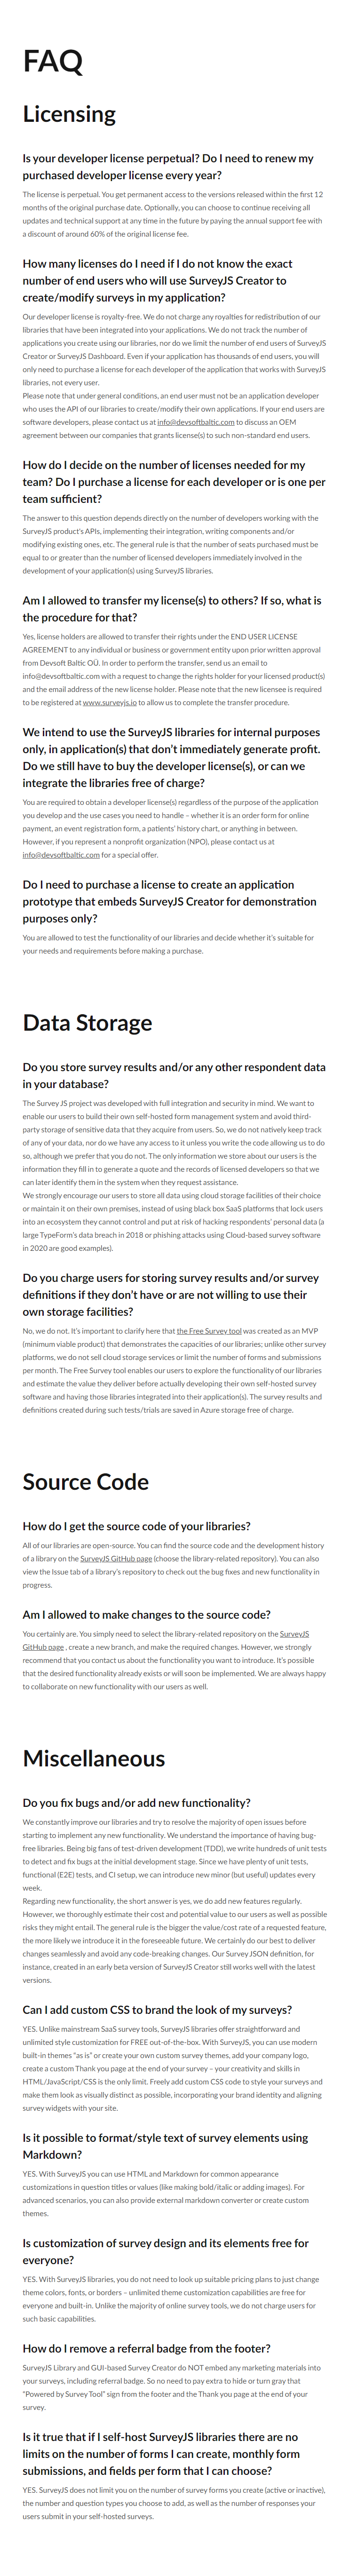 FAQ
Licensing
Is your developer license perpetual? Do I need to renew my
purchased developer license every year?
The license is perpetual. You get permanent access to the versions released within the first 12
months of the original purchase date. Optionally, you can choose to continue receiving all
updates and technical support at any time in the future by paying the annual support fee with
a discount of around 60% of the original license fee.
How many licenses do I need if I do not know the exact
number of end users who will use SurveyJS Creator to
create/modify surveys in my application?
Our developer license is royalty-free. We do not charge any royalties for redistribution of our
libraries that have been integrated into your applications. We do not track the number of
applications you create using our libraries, nor do we limit the number of end users of SurveyJS
Creator or SurveyJS Dashboard. Even if your application has thousands of end users, you will
only need to purchase a license for each developer of the application that works with SurveyJS
libraries, not every user.
Please note that under general conditions, an end user must not be an application developer
who uses the API of our libraries to create/modify their own applications. If your end users are
software developers, please contact us at info@devsoftbaltic.com to discuss an OEM
agreement between our companies that grants license(s) to such non-standard end users.
How do I decide on the number of licenses needed for my
team? Do I purchase a license for each developer or is one per
team sufficient?
The answer to this question depends directly on the number of developers working with the
SurveyJS product's APIs, implementing their integration, writing components and/or
modifying existing ones, etc. The general rule is that the number of seats purchased must be
equal to or greater than the number of licensed developers immediately involved in the
development of your application(s) using SurveyJS libraries.
Am I allowed to transfer my license(s) to others? If so, what is
the procedure for that?
Yes, license holders are allowed to transfer their rights under the END USER LICENSE
AGREEMENT to any individual or business or government entity upon prior written approval
from Devsoft Baltic OÜ. In order to perform the transfer, send us an email to
info@devsoftbaltic.com with a request to change the rights holder for your licensed product(s)
and the email address of the new license holder. Please note that the new licensee is required
to be registered at www.surveyjs.io to allow us to complete the transfer procedure.
We intend to use the SurveyJS libraries for internal purposes
only, in application(s) that don't immediately generate profit.
Do we still have to buy the developer license(s), or can we
integrate the libraries free of charge?
You are required to obtain a developer license(s) regardless of the purpose of the application
you develop and the use cases you need to handle – whether it is an order form for online
payment, an event registration form, a patients' history chart, or anything in between.
However, if you represent a nonprofit organization (NPO), please contact us at
info@devsoftbaltic.com for a special offer.
Do I need to purchase a license to create an application
prototype that embeds SurveyJS Creator for demonstration
purposes only?
You are allowed to test the functionality of our libraries and decide whether it's suitable for
your needs and requirements before making a purchase.
Data Storage
Do you store survey results and/or any other respondent data
in your database?
The Survey JS project was developed with full integration and security in mind. We want to
enable our users to build their own self-hosted form management system and avoid third-
party storage of sensitive data that they acquire from users. So, we do not natively keep track
of any of your data, nor do we have any access to it unless you write the code allowing us to do
so, although we prefer that you do not. The only information we store about our users is the
information they fill in to generate a quote and the records of licensed developers so that we
can later identify them in the system when they request assistance.
We strongly encourage our users to store all data using cloud storage facilities of their choice
or maintain it on their own premises, instead of using black box SaaS platforms that lock users
into an ecosystem they cannot control and put at risk of hacking respondents' personal data (a
large TypeForm's data breach in 2018 or phishing attacks using Cloud-based survey software
in 2020 are good examples).
Do you charge users for storing survey results and/or survey
definitions if they don't have or are not willing to use their
own storage facilities?
No, we do not. It's important to clarify here that the Free Survey tool was created as an MVP
(minimum viable product) that demonstrates the capacities of our libraries; unlike other survey
platforms, we do not sell cloud storage services or limit the number of forms and submissions
per month. The Free Survey tool enables our users to explore the functionality of our libraries
and estimate the value they deliver before actually developing their own self-hosted survey
software and having those libraries integrated into their application(s). The survey results and
definitions created during such tests/trials are saved in Azure storage free of charge.
Source Code
How do I get the source code of your libraries?
All of our libraries are open-source. You can find the source code and the development history
of a library on the SurveyJS GitHub page (choose the library-related repository). You can also
view the Issue tab of a library's repository to check out the bug fixes and new functionality in
progress.
Am I allowed to make changes to the source code?
You certainly are. You simply need to select the library-related repository on the SurveyJS
GitHub page , create a new branch, and make the required changes. However, we strongly
recommend that you contact us about the functionality you want to introduce. It's possible
that the desired functionality already exists or will soon be implemented. We are always happy
to collaborate on new functionality with our users as well.
Miscellaneous
Do you fix bugs and/or add new functionality?
We constantly improve our libraries and try to resolve the majority of open issues before
starting to implement any new functionality. We understand the importance of having bug-
free libraries. Being big fans of test-driven development (TDD), we write hundreds of unit tests
to detect and fix bugs at the initial development stage. Since we have plenty of unit tests,
functional (E2E) tests, and CI setup, we can introduce new minor (but useful) updates every
week.
Regarding new functionality, the short answer is yes, we do add new features regularly.
However, we thoroughly estimate their cost and potential value to our users as well as possible
risks they might entail. The general rule is the bigger the value/cost rate of a requested feature,
the more likely we introduce it in the foreseeable future. We certainly do our best to deliver
changes seamlessly and avoid any code-breaking changes. Our Survey JSON definition, for
instance, created in an early beta version of SurveyJS Creator still works well with the latest
versions.
Can I add custom CSS to brand the look of my surveys?
YES. Unlike mainstream SaaS survey tools, SurveyJS libraries offer straightforward and
unlimited style customization for FREE out-of-the-box. With SurveyJS, you can use modern
built-in themes "as is" or create your own custom survey themes, add your company logo,
create a custom Thank you page at the end of your survey – your creativity and skills in
HTML/JavaScript/CSS is the only limit. Freely add custom CSS code to style your surveys and
make them look as visually distinct as possible, incorporating your brand identity and aligning
survey widgets with your site.
Is it possible to format/style text of survey elements using
Markdown?
YES. With SurveyJS you can use HTML and Markdown for common appearance
customizations in question titles or values (like making bold/italic or adding images). For
advanced scenarios, you can also provide external markdown converter or create custom
themes.
Is customization of survey design and its elements free for
everyone?
YES. With SurveyJS libraries, you do not need to look up suitable pricing plans to just change
theme colors, fonts, or borders – unlimited theme customization capabilities are free for
everyone and built-in. Unlike the majority of online survey tools, we do not charge users for
such basic capabilities.
How do I remove a referral badge from the footer?
SurveyJS Library and GUI-based Survey Creator do NOT embed any marketing materials into
your surveys, including referral badge. So no need to pay extra to hide or turn gray that
"Powered by Survey Tool" sign from the footer and the Thank you page at the end of your
survey.
Is it true that if I self-host SurveyJS libraries there are no
limits on the number of forms I can create, monthly form
submissions, and fields per form that I can choose?
YES. SurveyJS does not limit you on the number of survey forms you create (active or inactive),
the number and question types you choose to add, as well as the number of responses your
users submit in your self-hosted surveys.